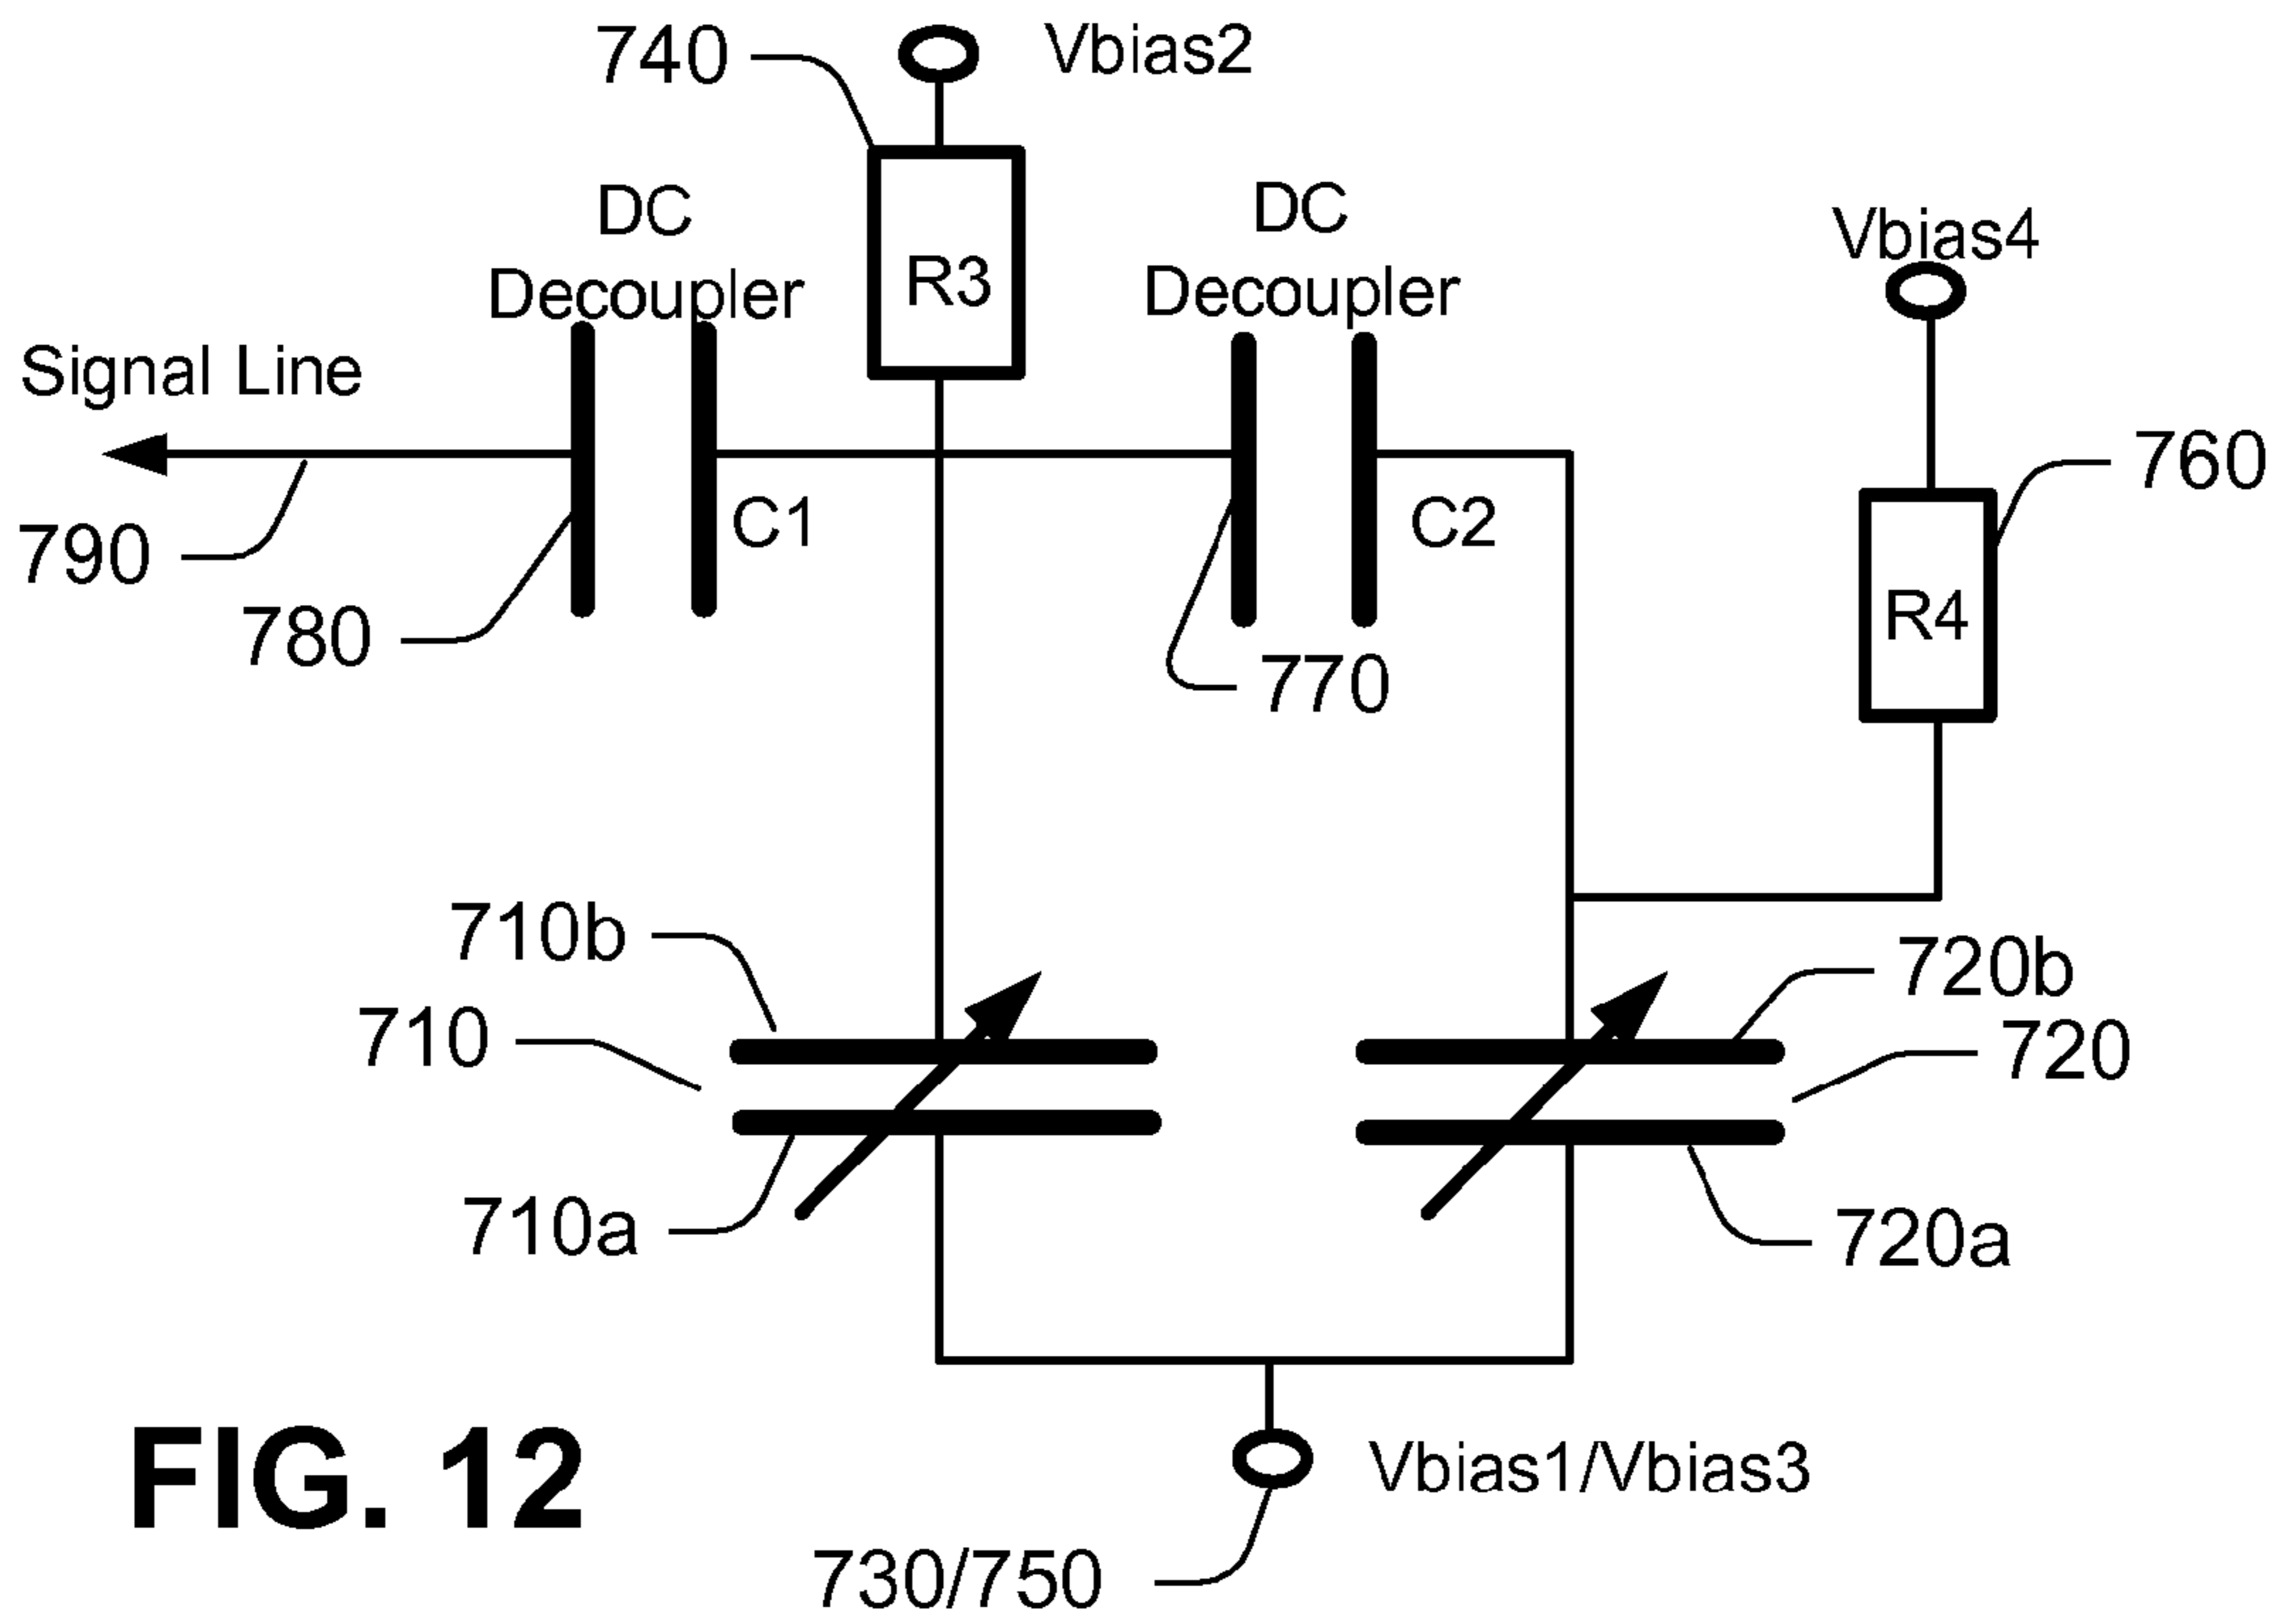 740
Vbias2
DC
Decoupler
R3
DC
Decoupler
Vbias4
Signal Line
760
C1
C2
790
780
R4
770
710b
720b
710
720
710a
720a
FIG. 12
Vbias1/Vbias3
730/750